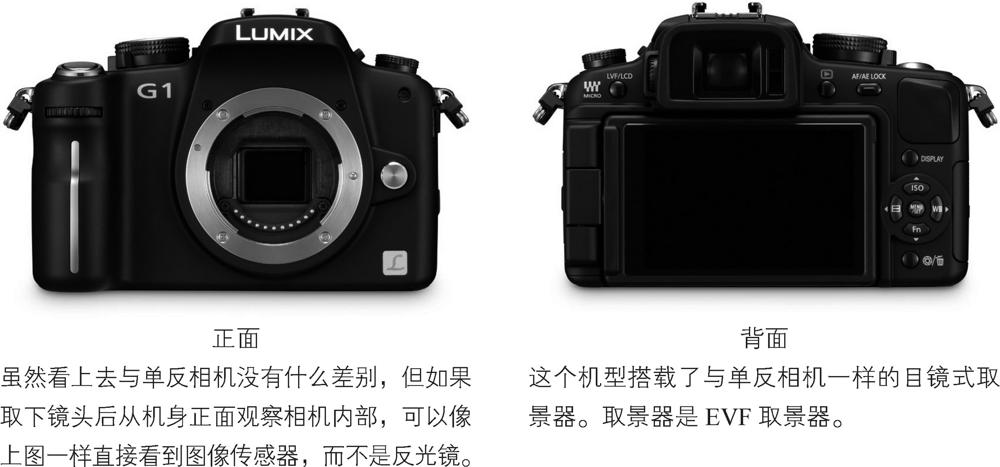 LUMIX
G1
正面
虽然看上去与单反相机没有什么差别，但如果
取下镜头后从机身正面观察相机内部，可以像
上图一样直接看到图像传感器，而不是反光镜。
LVF/LCD
AF/AE LOCK
MICRO
DISPLAY
ISO
WB
MENU
/SET
Fn
背面
这个机型搭载了与单反相机一样的目镜式取
景器。取景器是 EVF 取景器。